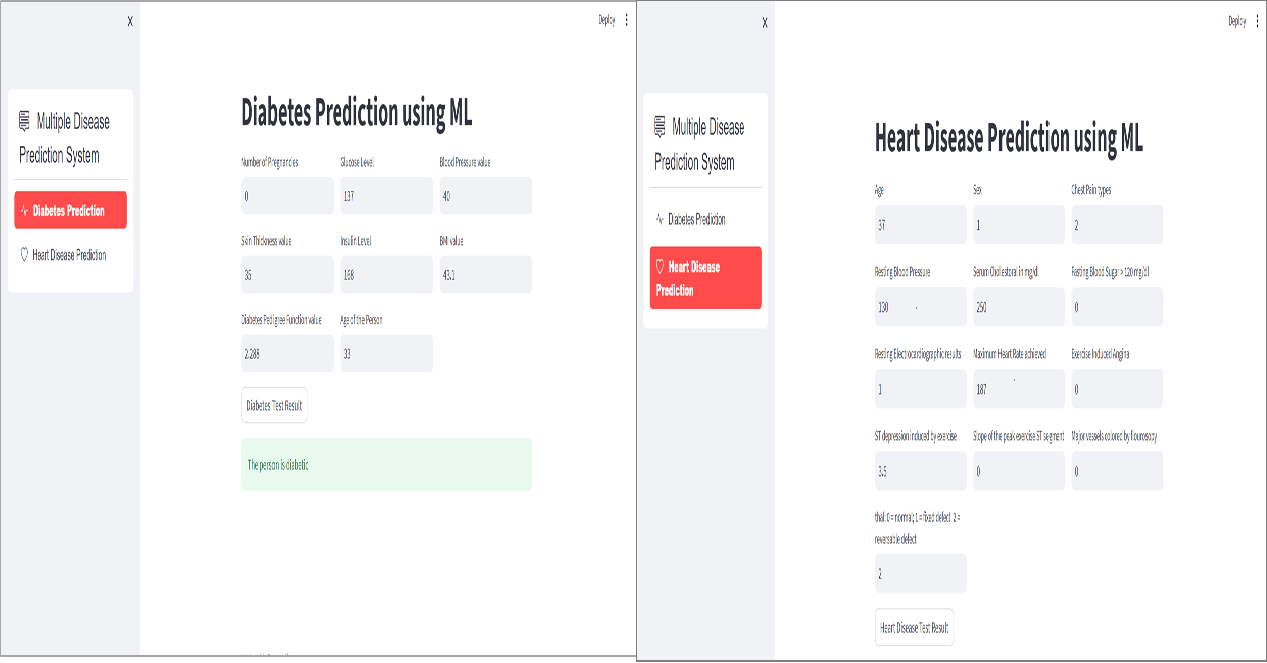 X
Deploy
Multiple Disease
Prediction System
Diabetes Prediction
Heart Disease Prediction
Diabetes Prediction using ML
Number of Pregnancies Glucose Level Blood Pressure value
0 137 40
Skin Thickness value Insulin Level BMI value
35 168 43.1
Diabetes Pedigree Function value Age of the Person
2.288 33
Diabetes Test Result
The person is diabetic
X
Deploy
Multiple Disease
Prediction System
Diabetes Prediction
Heart Disease
Prediction
Heart Disease Prediction using ML
Age Sex Chest Pain types
37 1 2
Resting Blood Pressure Serum Cholestoral in mg/dl Fasting Blood Sugar > 120 mg/dl
130 250 0
Resting Electrocardiographic results Maximum Heart Rate achieved Exercise Induced Angina
1 187 0
ST depression induced by exercise Slope of the peak exercise ST segment Major vessels colored by flourosopy
3.5 0 0
thal: 0 = normal; 1 = fixed defect 2 =
reversable defect
2
Heart Disease Test Result